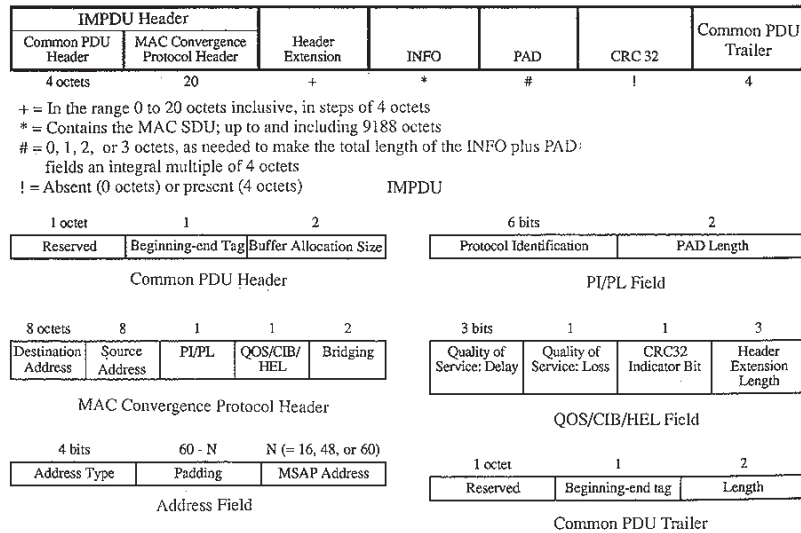 IMPDU Header
Common PDU Header
MAC Convergence Protocol Header
Header Extension
INFO
PAD
CRC 32
Common PDU Trailer
4 octets 20 + * # ! 4
+ = In the range 0 to 20 octets inclusive, in steps of 4 octets
* = Contains the MAC SDU; up to and including 9188 octets
# = 0, 1, 2, or 3 octets, as needed to make the total length of the INFO plus PAD
fields an integral multiple of 4 octets
! = Absent (0 octets) or present (4 octets)
IMPDU
1 octet 1 2
Reserved Beginning-end Tag Buffer Allocation Size
Common PDU Header
6 bits 2
Protocol Identification PAD Length
PI/PL Field
8 octets 8 1 1 2
Destination Address
Source Address
PI/PL
QOS/CIB/HEL
Bridging
MAC Convergence Protocol Header
3 bits 1 1 3
Quality of Service: Delay
Quality of Service: Loss
CRC32 Indicator Bit
Header Extension Length
QOS/CIB/HEL Field
4 bits 60 - N N (= 16, 48, or 60)
Address Type Padding MSAP Address
Address Field
1 octet 1 2
Reserved Beginning-end tag Length
Common PDU Trailer